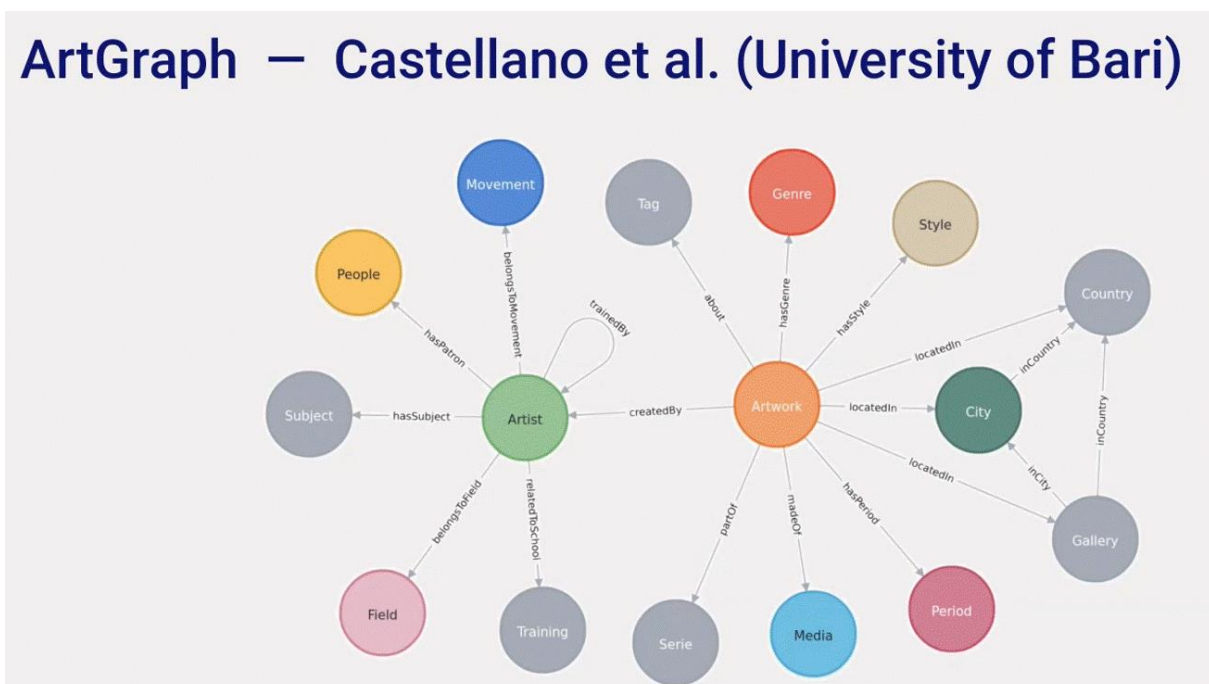 ArtGraph — Castellano et al. (University of Bari)
Movement
Tag
Genre
Style
People
Country
belongsToMovement
trainedBy
about
hasGenre
hasStyle
hasPatron
locatedIn
inCountry
Subject
hasSubject
Artist
createdBy
Artwork
locatedIn
City
inCountry
locatedIn
inCity
belongsToField
relatedToSchool
partOf
madeOf
hasPeriod
Gallery
Field
Training
Serie
Media
Period